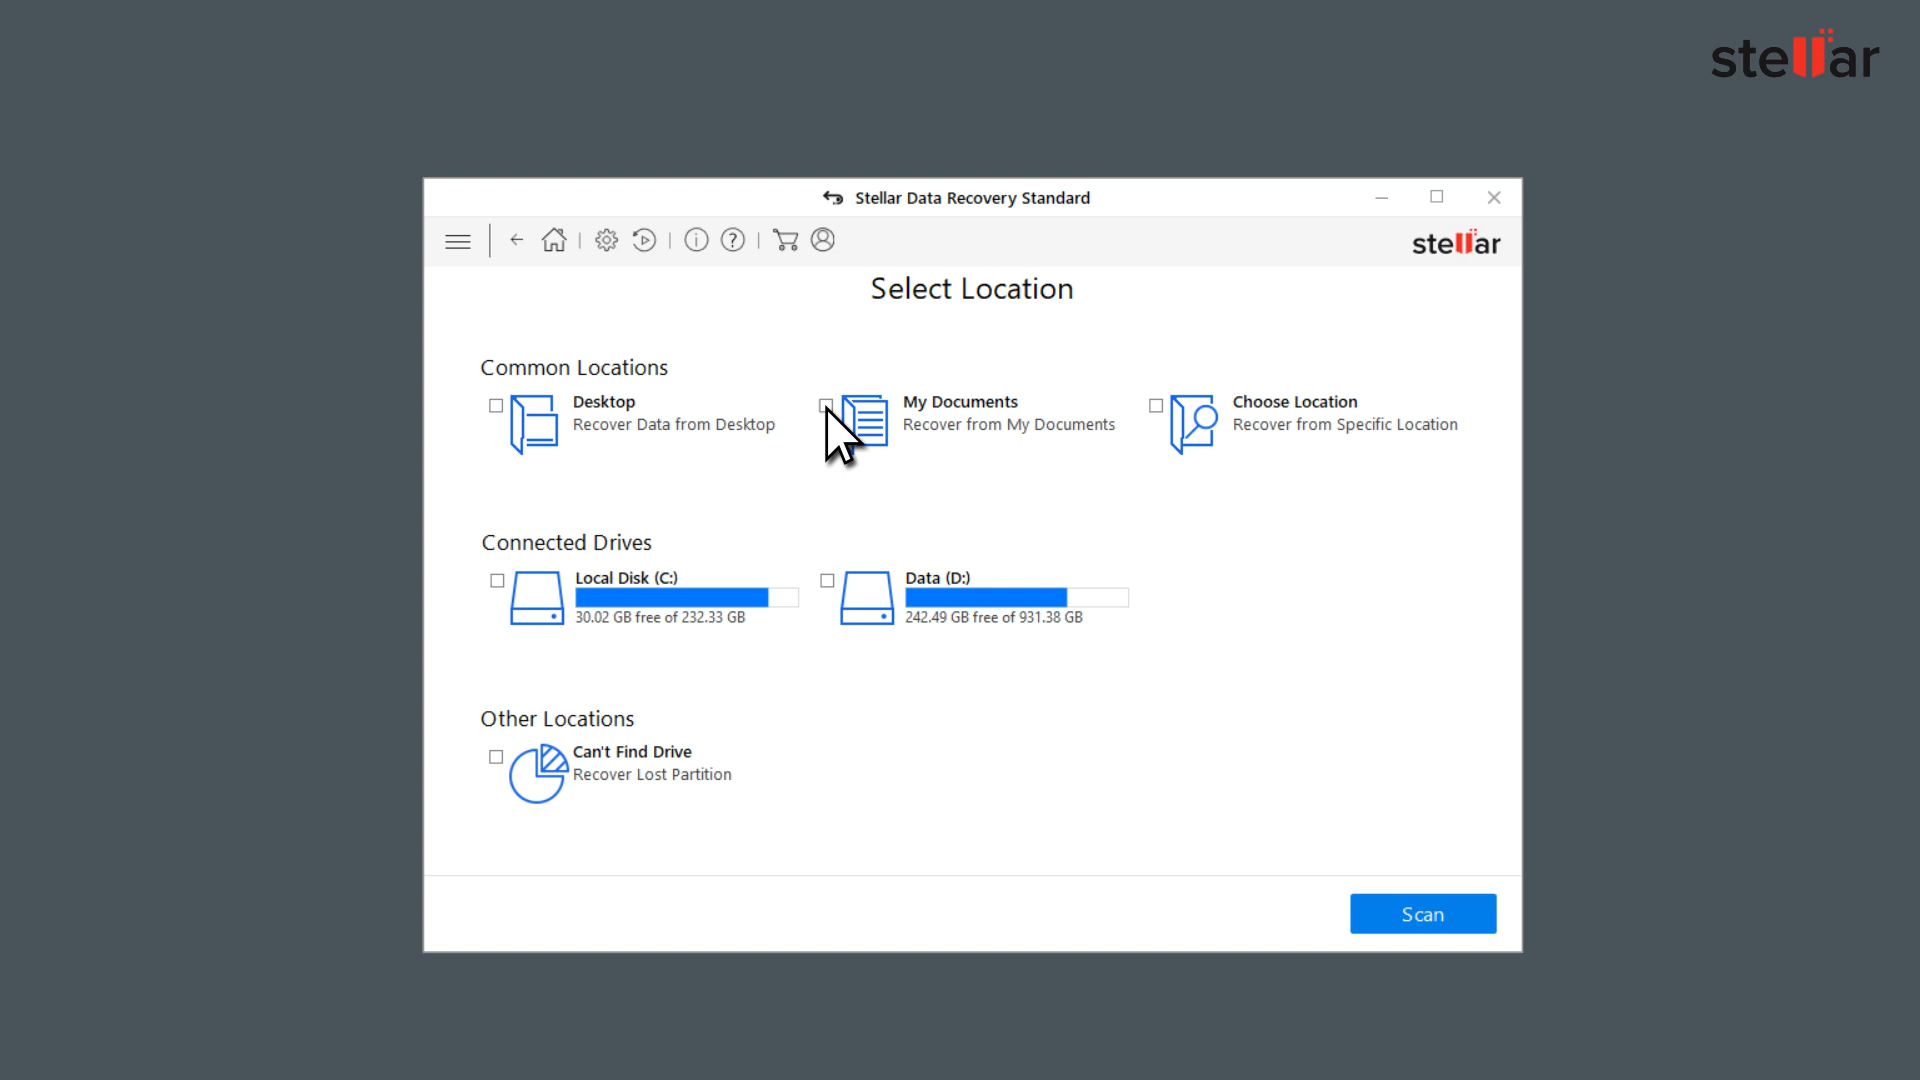 stellar
Stellar Data Recovery Standard
stellar
Select Location
Common Locations
Desktop
Recover Data from Desktop
My Documents
Recover from My Documents
Choose Location
Recover from Specific Location
Connected Drives
Local Disk (C:)
30.02 GB free of 232.33 GB
Data (D:)
242.49 GB free of 931.38 GB
Other Locations
Can't Find Drive
Recover Lost Partition
Scan